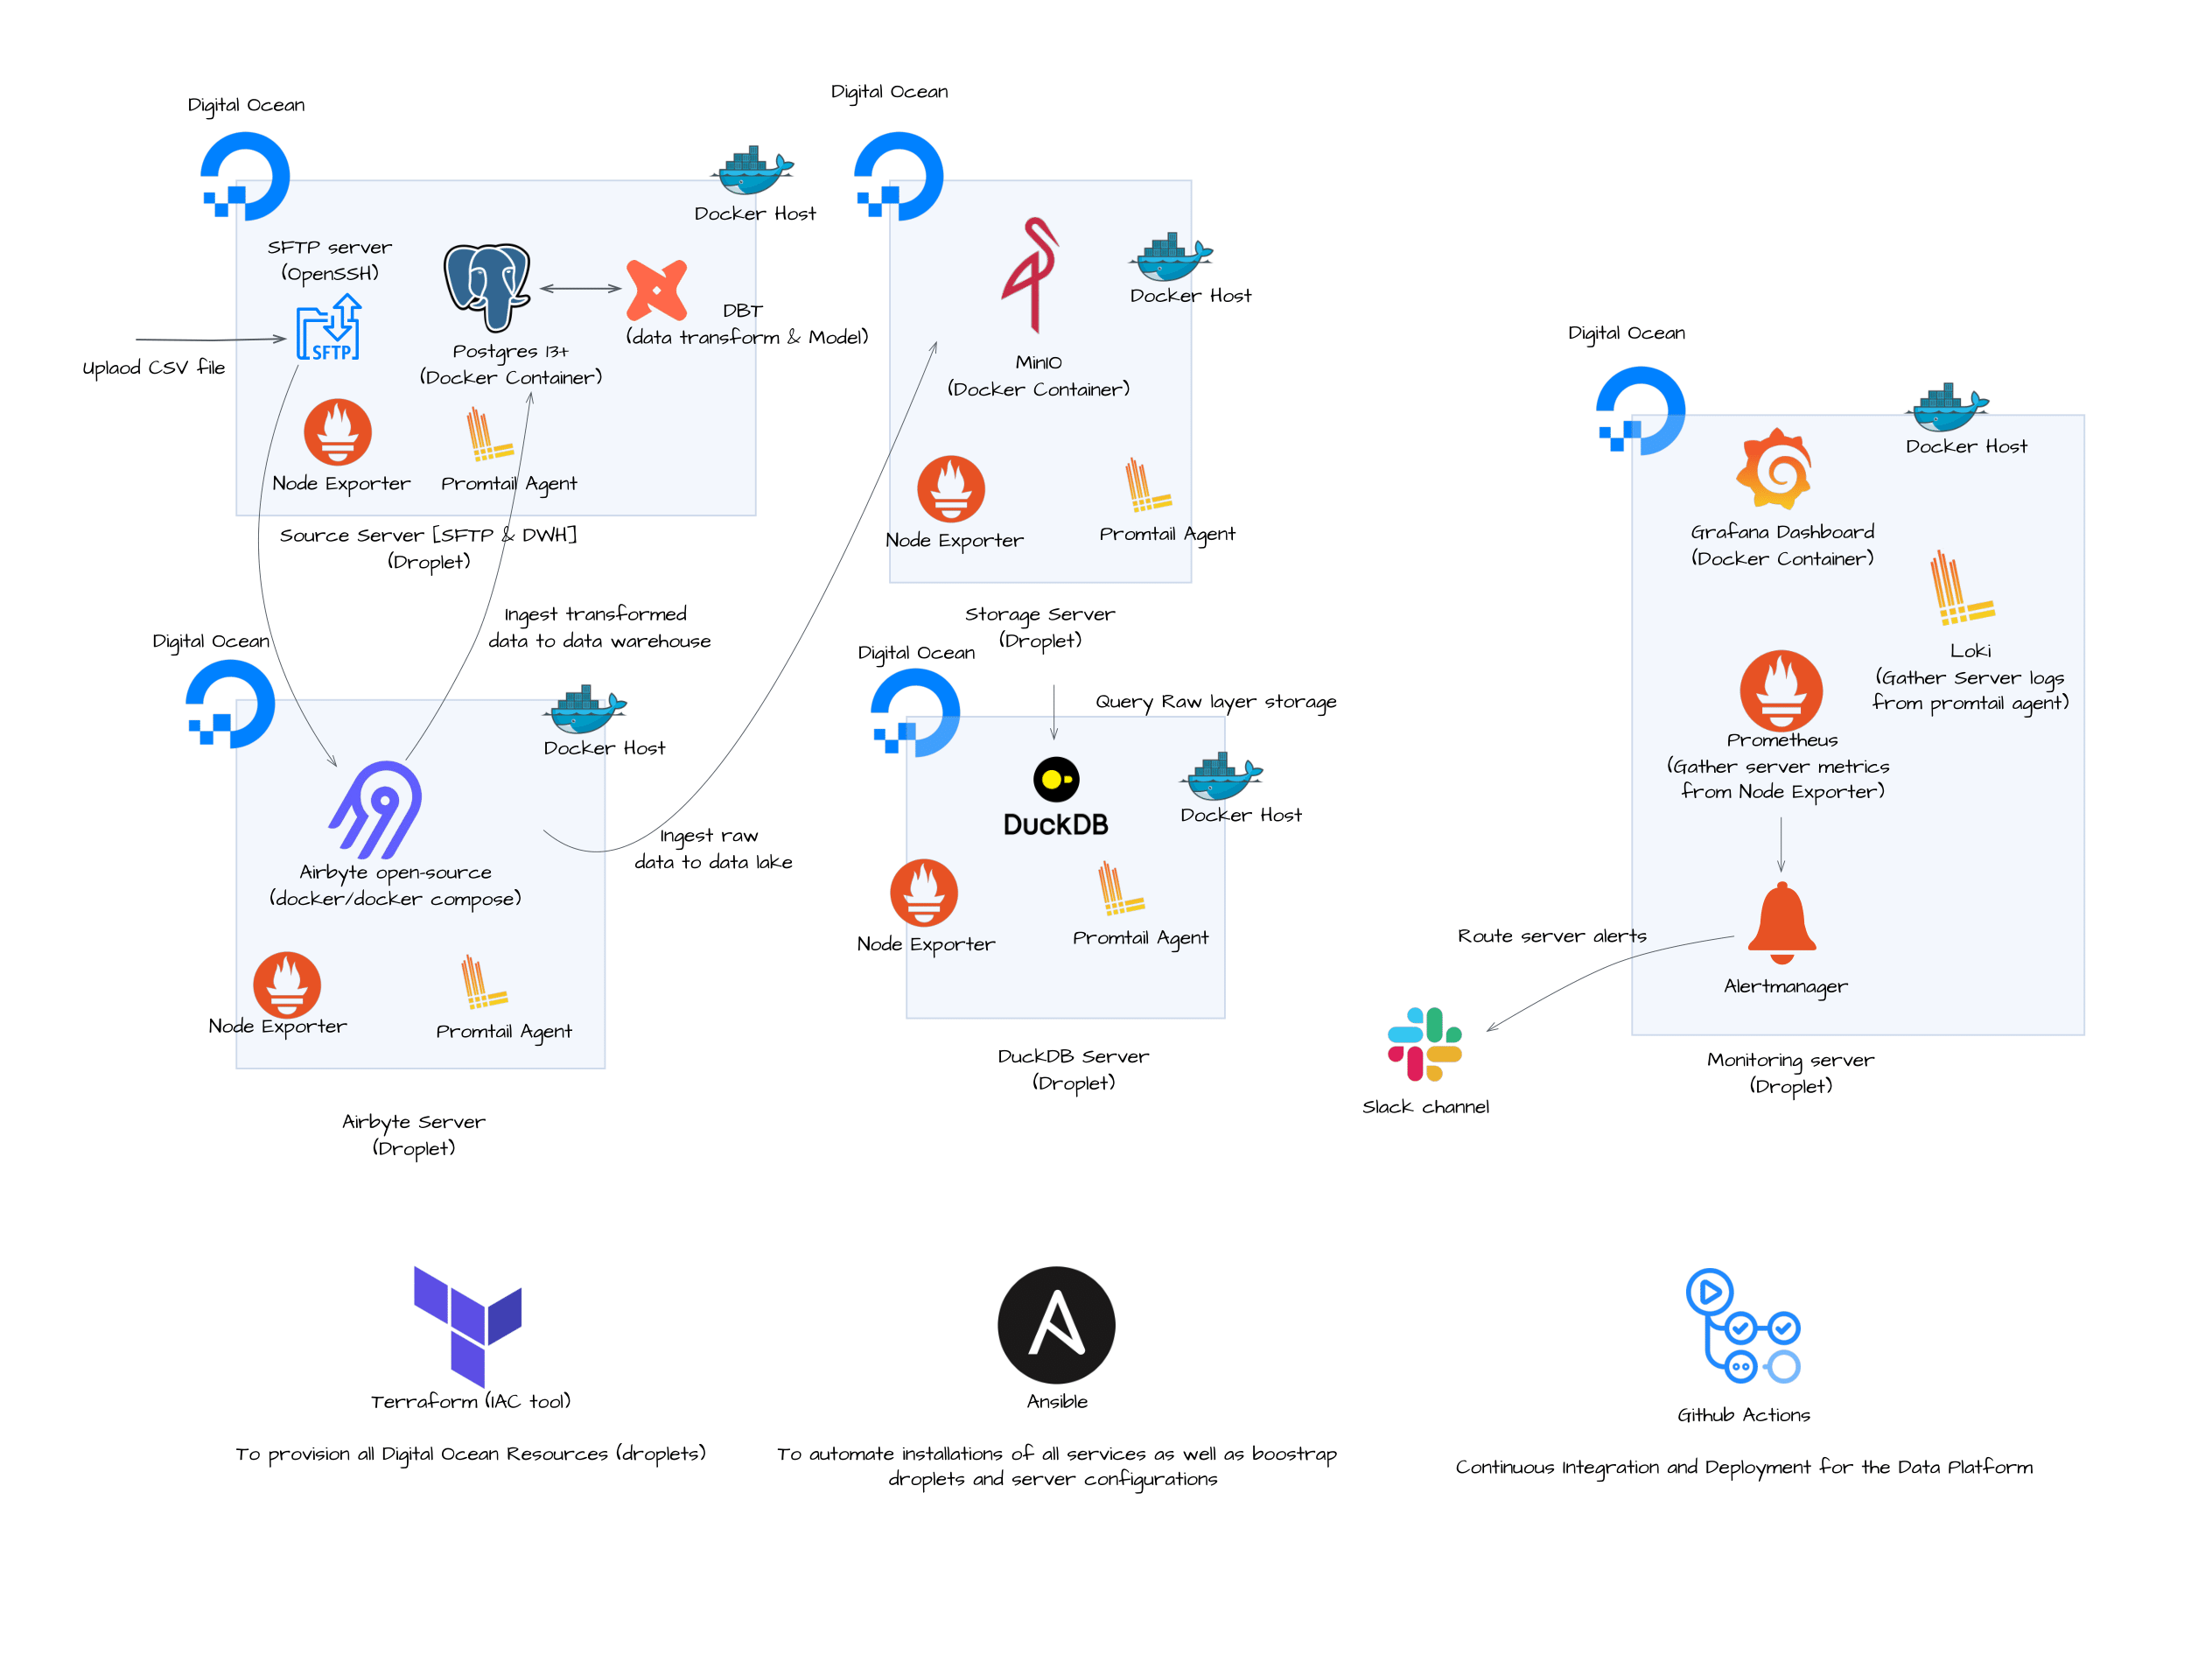 Digital Ocean
Docker Host
SFTP server
(OpenSSH)
SFTP
Uplaod CSV file
Postgres 13+
(Docker Container)
DBT
(data transform & Model)
Node Exporter
Promtail Agent
Source Server [SFTP & DWH]
(Droplet)
Digital Ocean
Docker Host
MinIO
(Docker Container)
Node Exporter
Promtail Agent
Storage Server
(Droplet)
Ingest transformed
data to data warehouse
Digital Ocean
Docker Host
Airbyte open-source
(docker/docker compose)
Node Exporter
Promtail Agent
Airbyte Server
(Droplet)
Ingest raw
data to data lake
Digital Ocean
Query Raw layer storage
DuckDB
Docker Host
Node Exporter
Promtail Agent
DuckDB Server
(Droplet)
Digital Ocean
Docker Host
Grafana Dashboard
(Docker Container)
Loki
(Gather Server logs
from promtail agent)
Prometheus
(Gather server metrics
from Node Exporter)
Route server alerts
Alertmanager
Slack channel
Monitoring server
(Droplet)
Terraform (IAC tool)
To provision all Digital Ocean Resources (droplets)
Ansible
To automate installations of all services as well as boostrap
droplets and server configurations
Github Actions
Continuous Integration and Deployment for the Data Platform